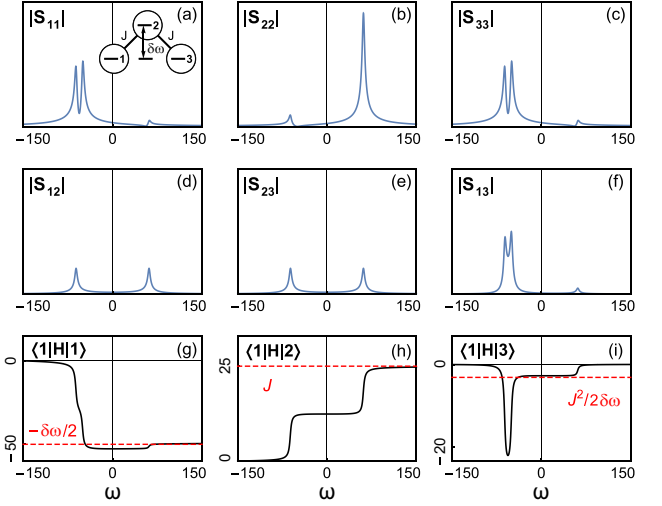 |S11| (a)
J 2 J
δω
1 3
−150 0 150
|S22| (b)
−150 0 150
|S33| (c)
−150 0 150
|S12| (d)
−150 0 150
|S23| (e)
−150 0 150
|S13| (f)
−150 0 150
⟨1|H|1⟩ (g)
0
−δω/2
−50
−150 0 150
ω
⟨1|H|2⟩ (h)
25
J
0
−150 0 150
ω
⟨1|H|3⟩ (i)
0
J²/2δω
−20
−150 0 150
ω